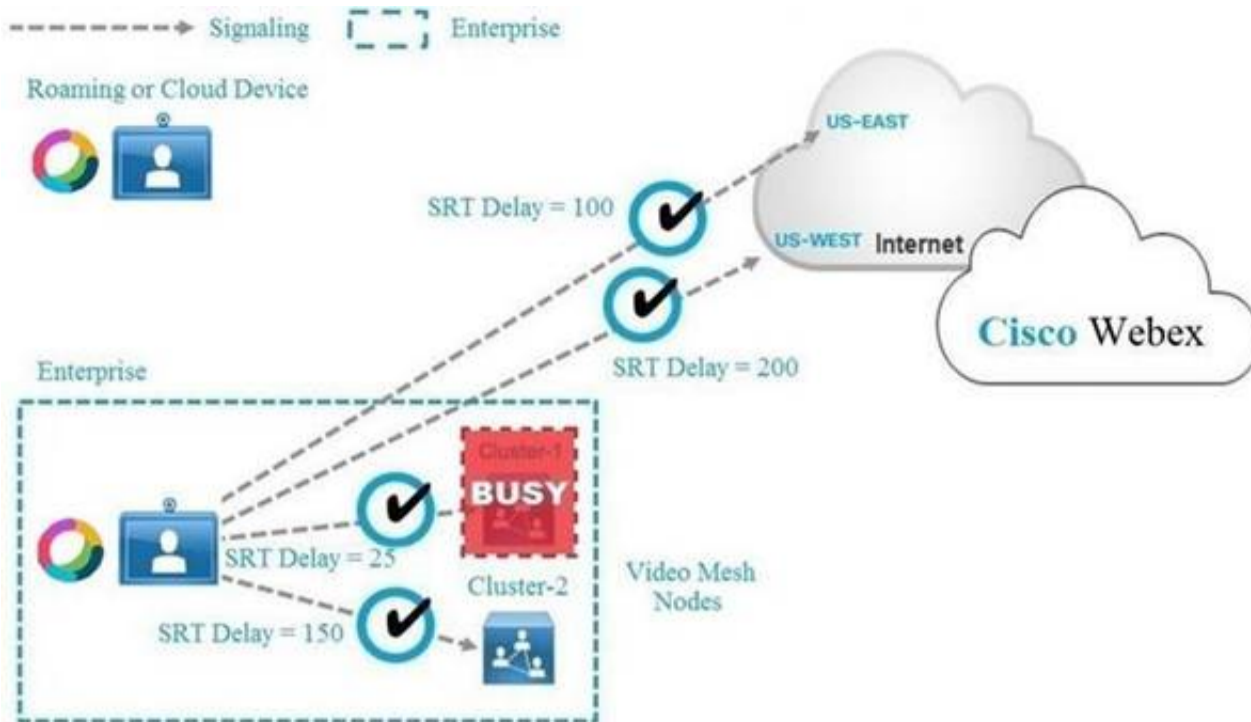 Signaling
Enterprise
Roaming or Cloud Device
US-EAST
SRT Delay = 100
US-WEST
Internet
Cisco Webex
SRT Delay = 200
Enterprise
Cluster-1
BUSY
SRT Delay = 25
Cluster-2
Video Mesh
Nodes
SRT Delay = 150